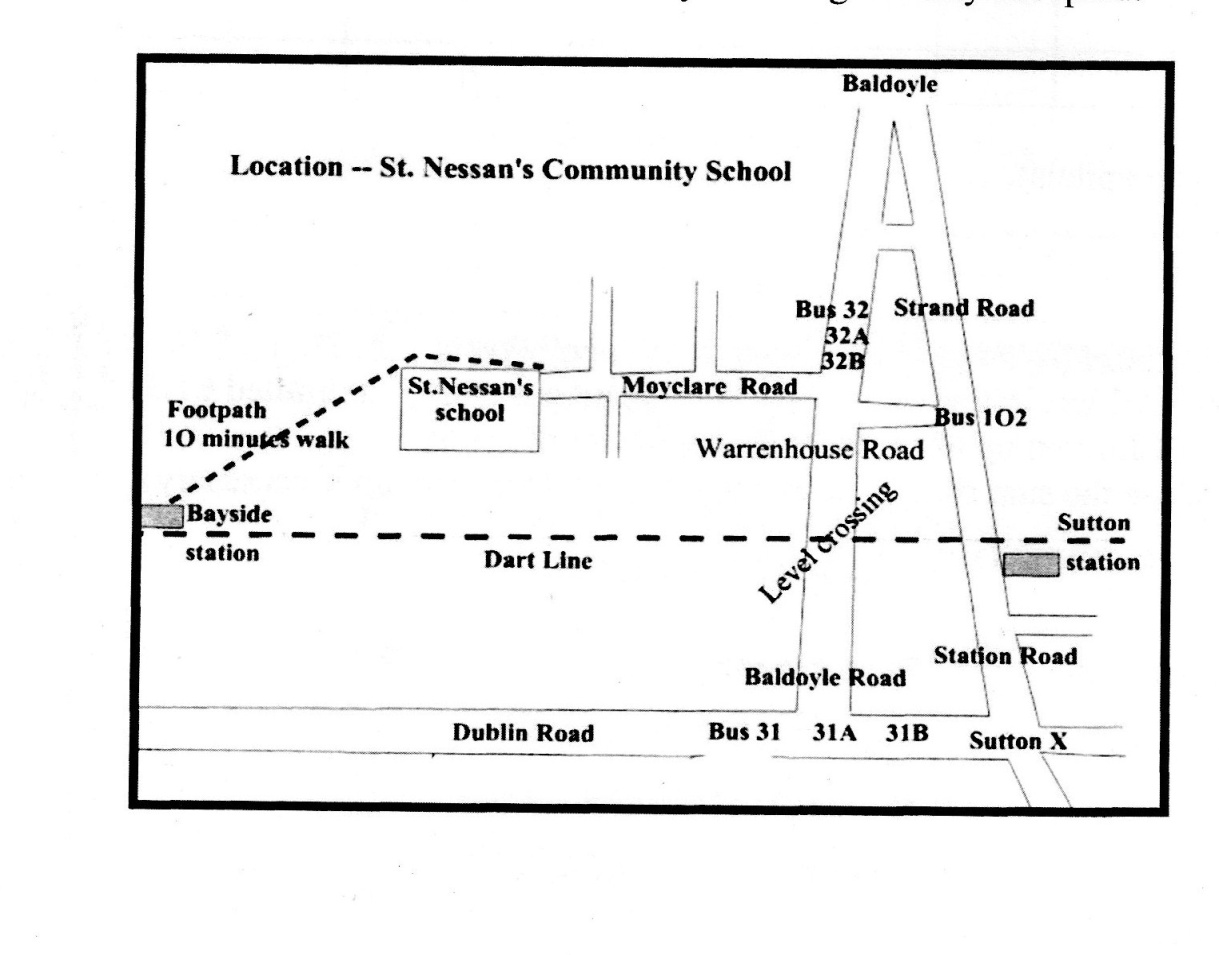 Baldoyle
Location -- St. Nessan's Community School
Bus 32
32A
32B
Strand Road
St.Nessan's
school
Moyclare Road
Footpath
1O minutes walk
Bus 1O2
Warrenhouse Road
Level crossing
Bayside
station
Dart Line
Sutton
station
Station Road
Baldoyle Road
Dublin Road
Bus 31 31A 31B
Sutton X